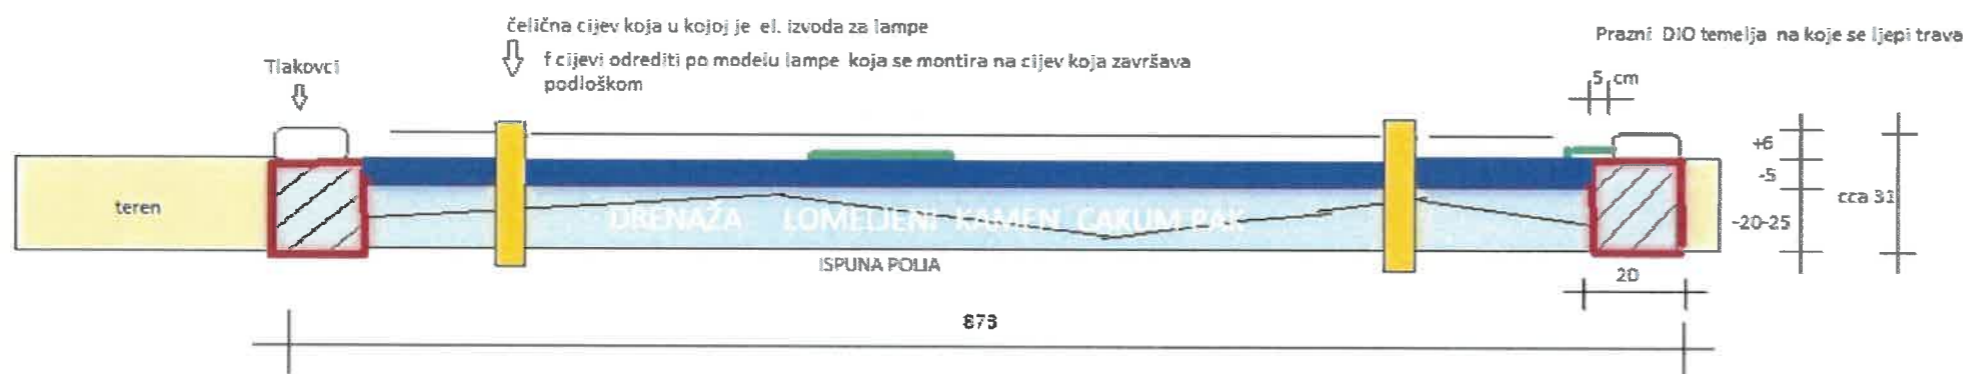 čelična cijev koja u kojoj je el. izvoda za lampe
f cijevi odrediti po modelu lampe koja se montira na cijev koja završava
podloškom
Prazni DIO temelja na koje se ljepi trava
Tlakovci
5 cm
+6
-5
cca 31
-20-25
teren
DRENAŽA LOMELJENI KAMEN CAKUM PAK
ISPUNA POLJA
20
873